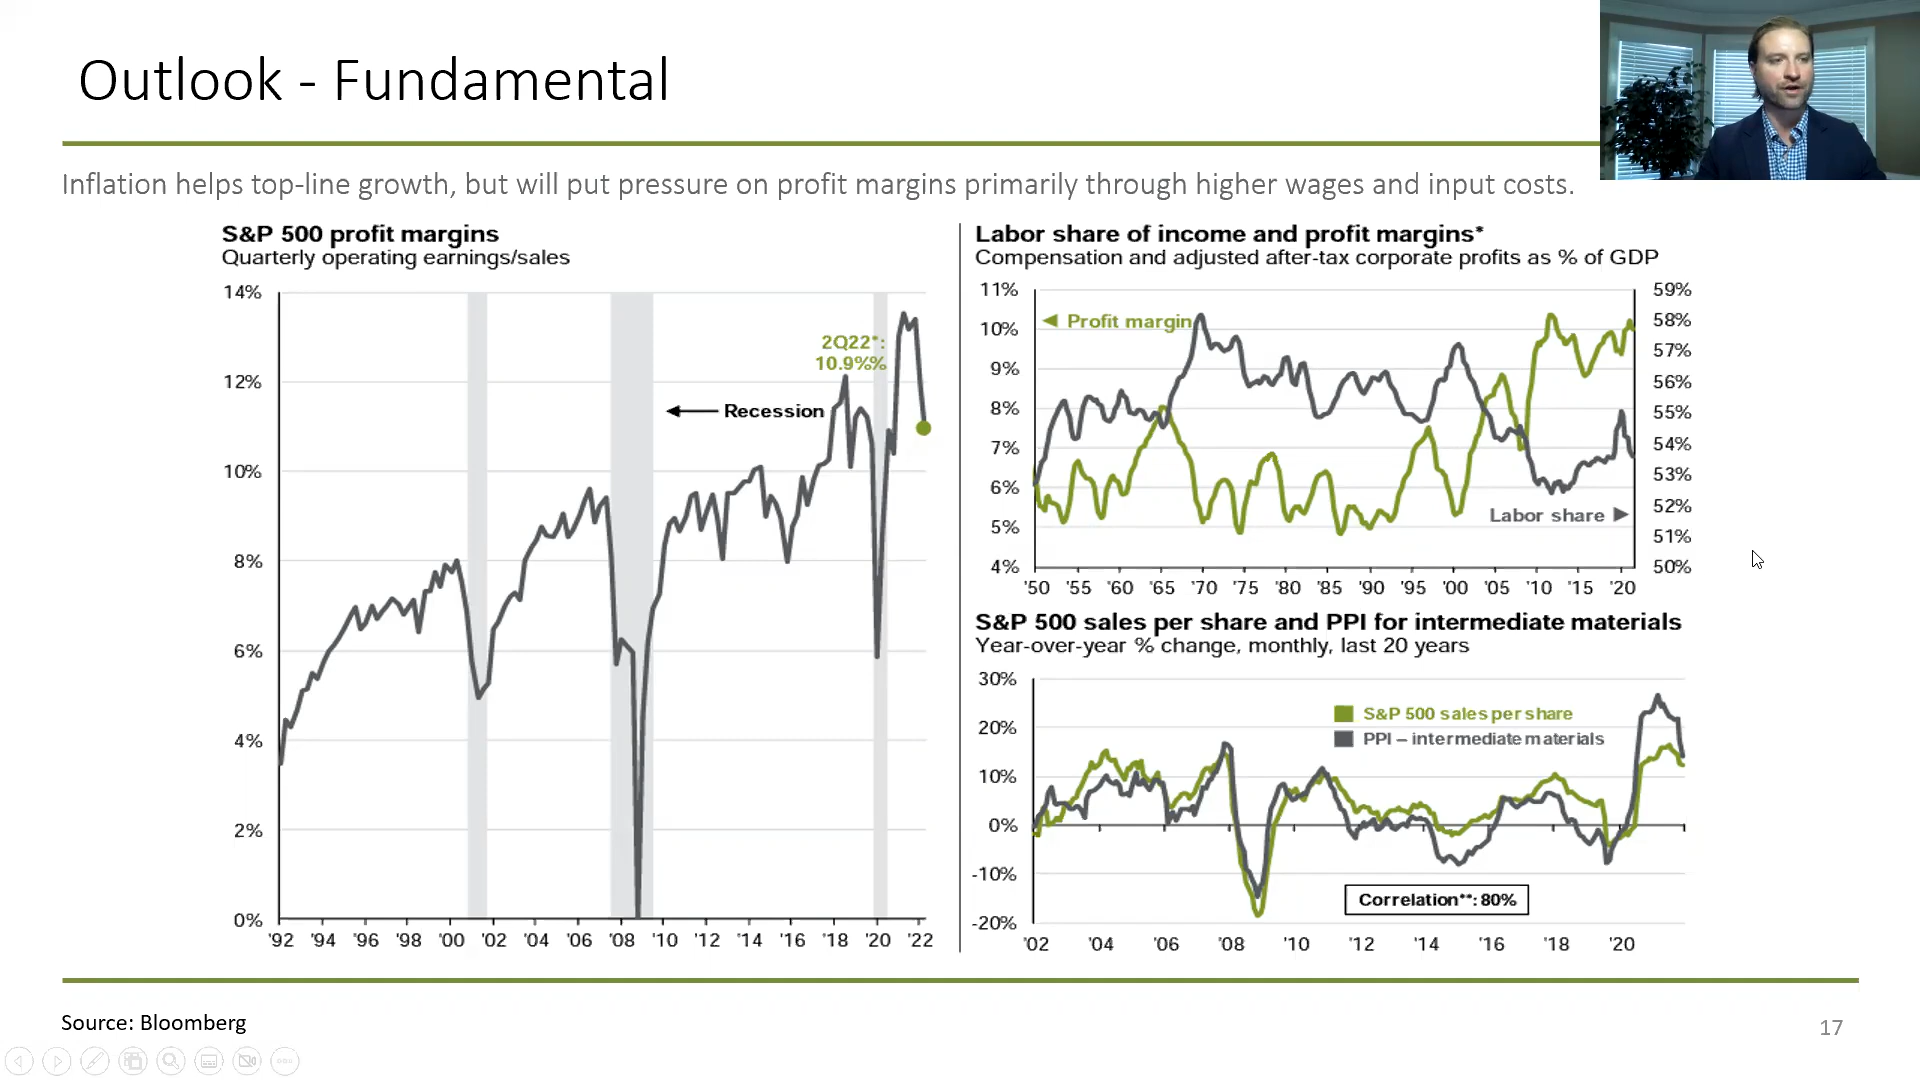 Outlook - Fundamental
Inflation helps top-line growth, but will put pressure on profit margins primarily through higher wages and input costs.
S&P 500 profit margins
Quarterly operating earnings/sales
14%
12%
10%
8%
6%
4%
2%
0%
2Q22*:
10.9%%
Recession
'92 '94 '96 '98 '00 '02 '04 '06 '08 '10 '12 '14 '16 '18 '20 '22
Labor share of income and profit margins*
Compensation and adjusted after-tax corporate profits as % of GDP
11%
10%
9%
8%
7%
6%
5%
4%
Profit margin
Labor share
59%
58%
57%
56%
55%
54%
53%
52%
51%
50%
'50 '55 '60 '65 '70 '75 '80 '85 '90 '95 '00 '05 '10 '15 '20
S&P 500 sales per share and PPI for intermediate materials
Year-over-year % change, monthly, last 20 years
30%
20%
10%
0%
-10%
-20%
S&P 500 sales per share
PPI – intermediate materials
Correlation**: 80%
'02 '04 '06 '08 '10 '12 '14 '16 '18 '20
Source: Bloomberg
17